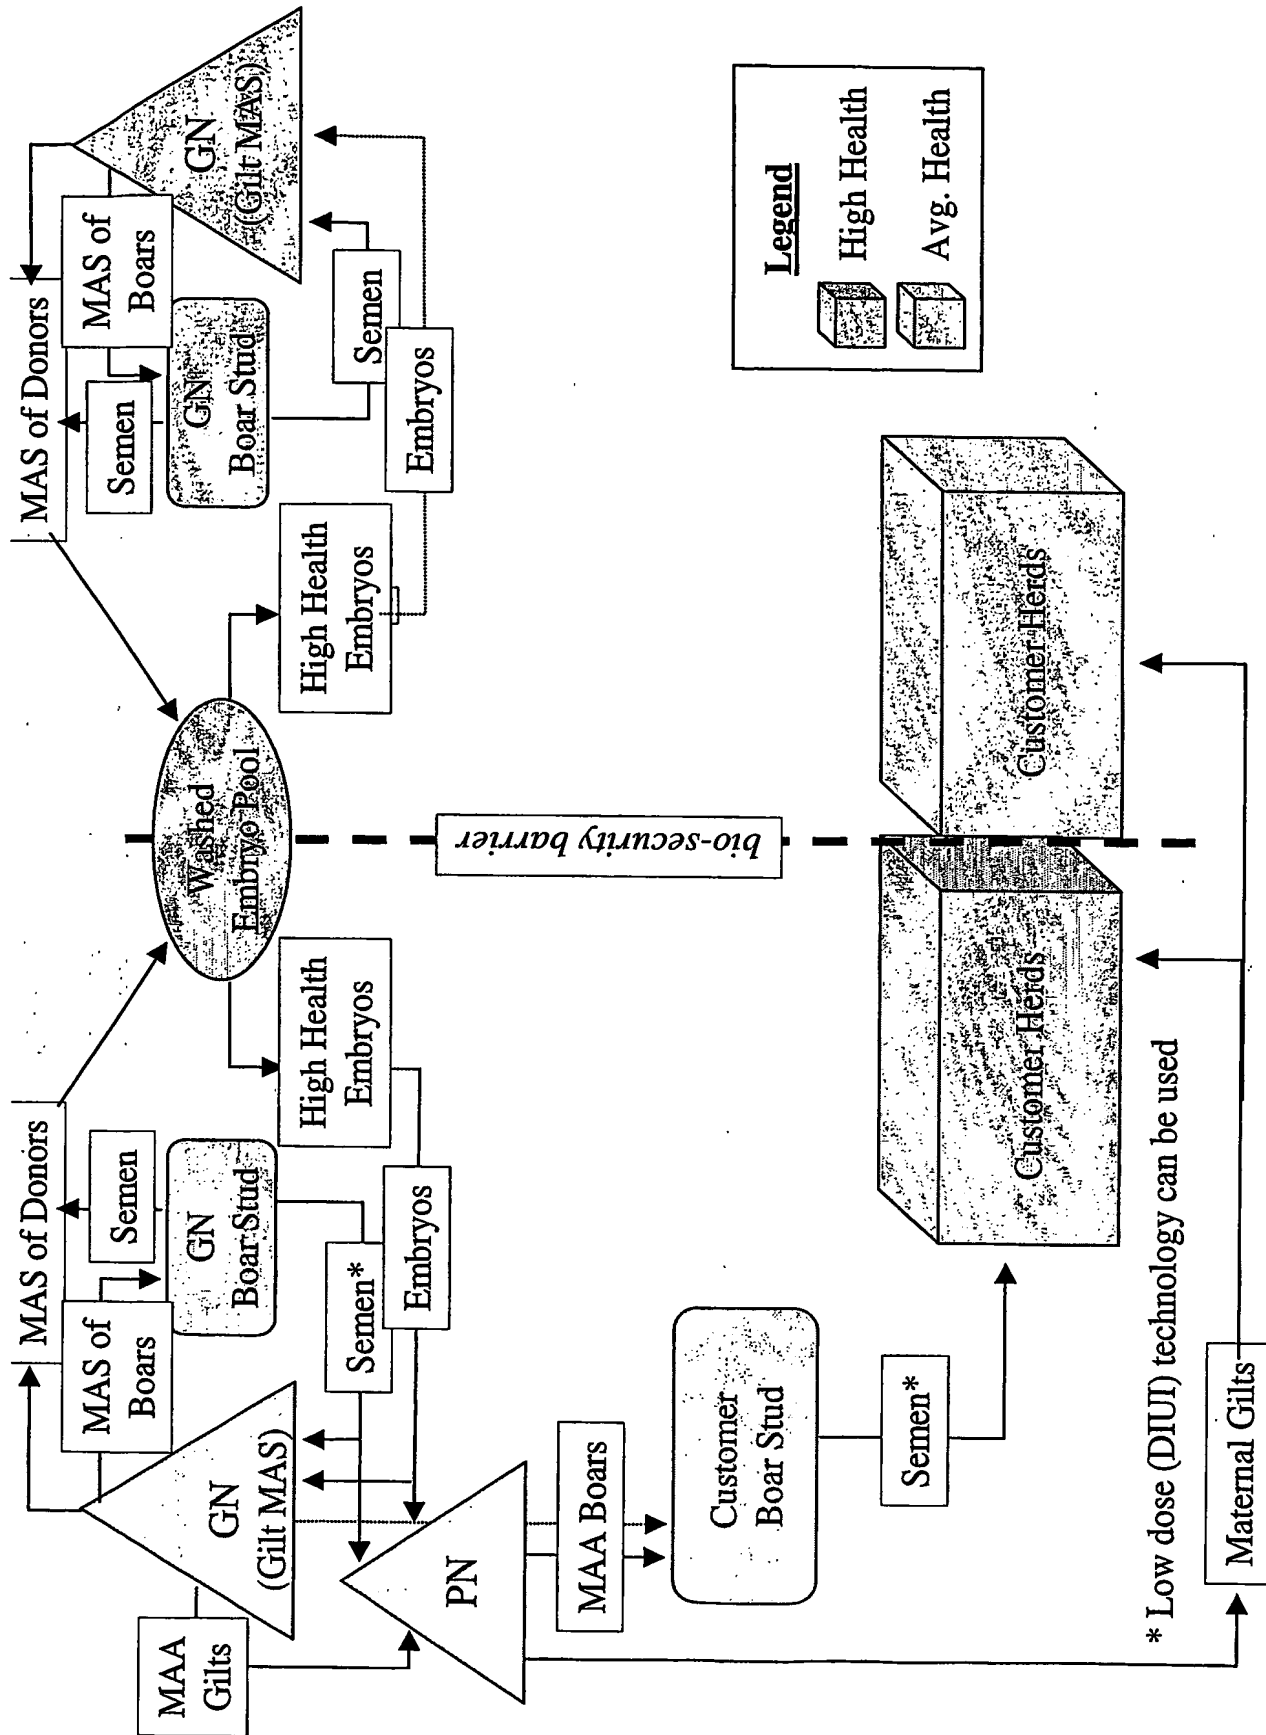 MAS of Donors
MAS of
Boars
Semen
GN
Boar Stud
GN
(Gilt MAS)
MAA
Gilts
High Health
Embryos
Semen*
Embryos
PN
MAA Boars
Customer
Boar Stud
Semen*
Washed
Embryo Pool
bio-security barrier
MAS of Donors
MAS of
Boars
Semen
GN
Boar Stud
GN
(Gilt MAS)
High Health
Embryos
Semen
Embryos
Customer Herds
Customer Herds
Legend
High Health
Avg. Health
* Low dose (DIUI) technology can be used
Maternal Gilts